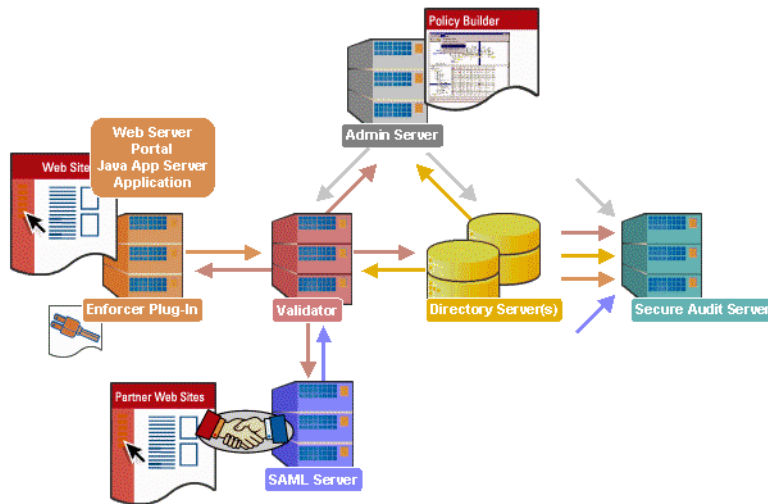 Policy Builder
Admin Server
Web Server
Portal
Java App Server
Application
Web Sites
Enforcer Plug-In
Validator
Directory Server(s)
Secure Audit Server
Partner Web Sites
SAML Server